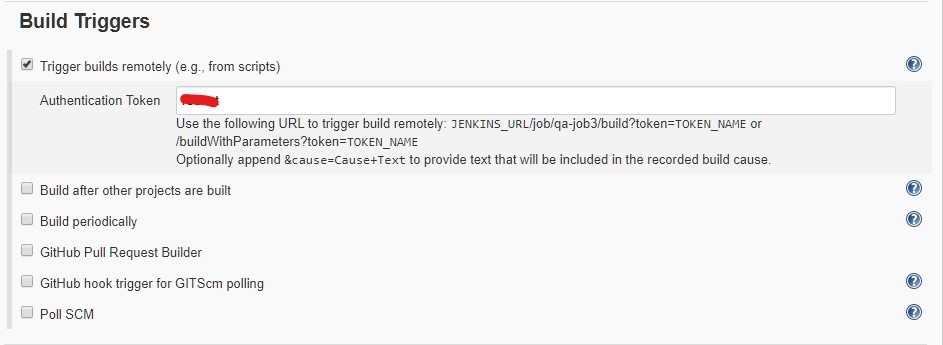 Build Triggers
Trigger builds remotely (e.g., from scripts)
Authentication Token
Use the following URL to trigger build remotely: JENKINS_URL/job/qa-job3/build?token=TOKEN_NAME or
/buildWithParameters?token=TOKEN_NAME
Optionally append &cause=Cause+Text to provide text that will be included in the recorded build cause.
Build after other projects are built
Build periodically
GitHub Pull Request Builder
GitHub hook trigger for GITScm polling
Poll SCM